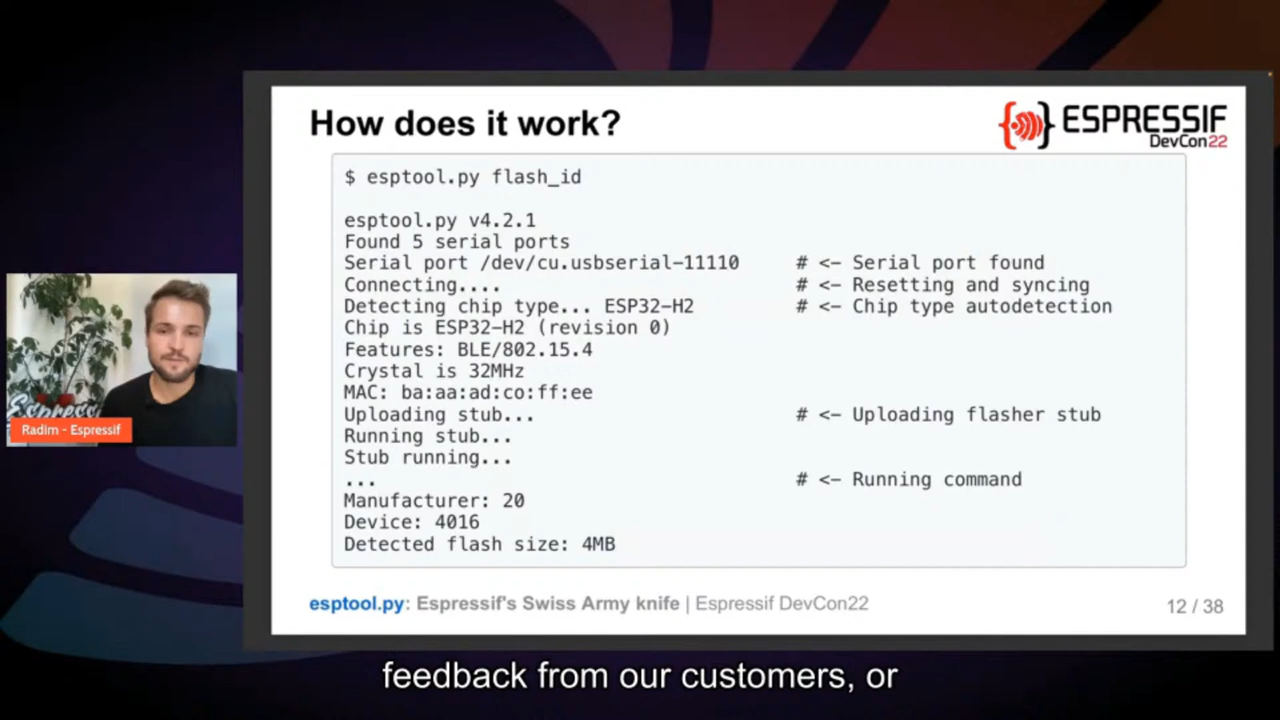 How does it work?
ESPRESSIF
DevCon22
$ esptool.py flash_id
esptool.py v4.2.1
Found 5 serial ports
Serial port /dev/cu.usbserial-11110 # <- Serial port found
Connecting.... # <- Resetting and syncing
Detecting chip type... ESP32-H2 # <- Chip type autodetection
Chip is ESP32-H2 (revision 0)
Features: BLE/802.15.4
Crystal is 32MHz
MAC: ba:aa:ad:co:ff:ee
Uploading stub... # <- Uploading flasher stub
Running stub...
Stub running...
... # <- Running command
Manufacturer: 20
Device: 4016
Detected flash size: 4MB
esptool.py: Espressif's Swiss Army knife | Espressif DevCon22
12 / 38
Espress
Radim - Espressif
feedback from our customers, or